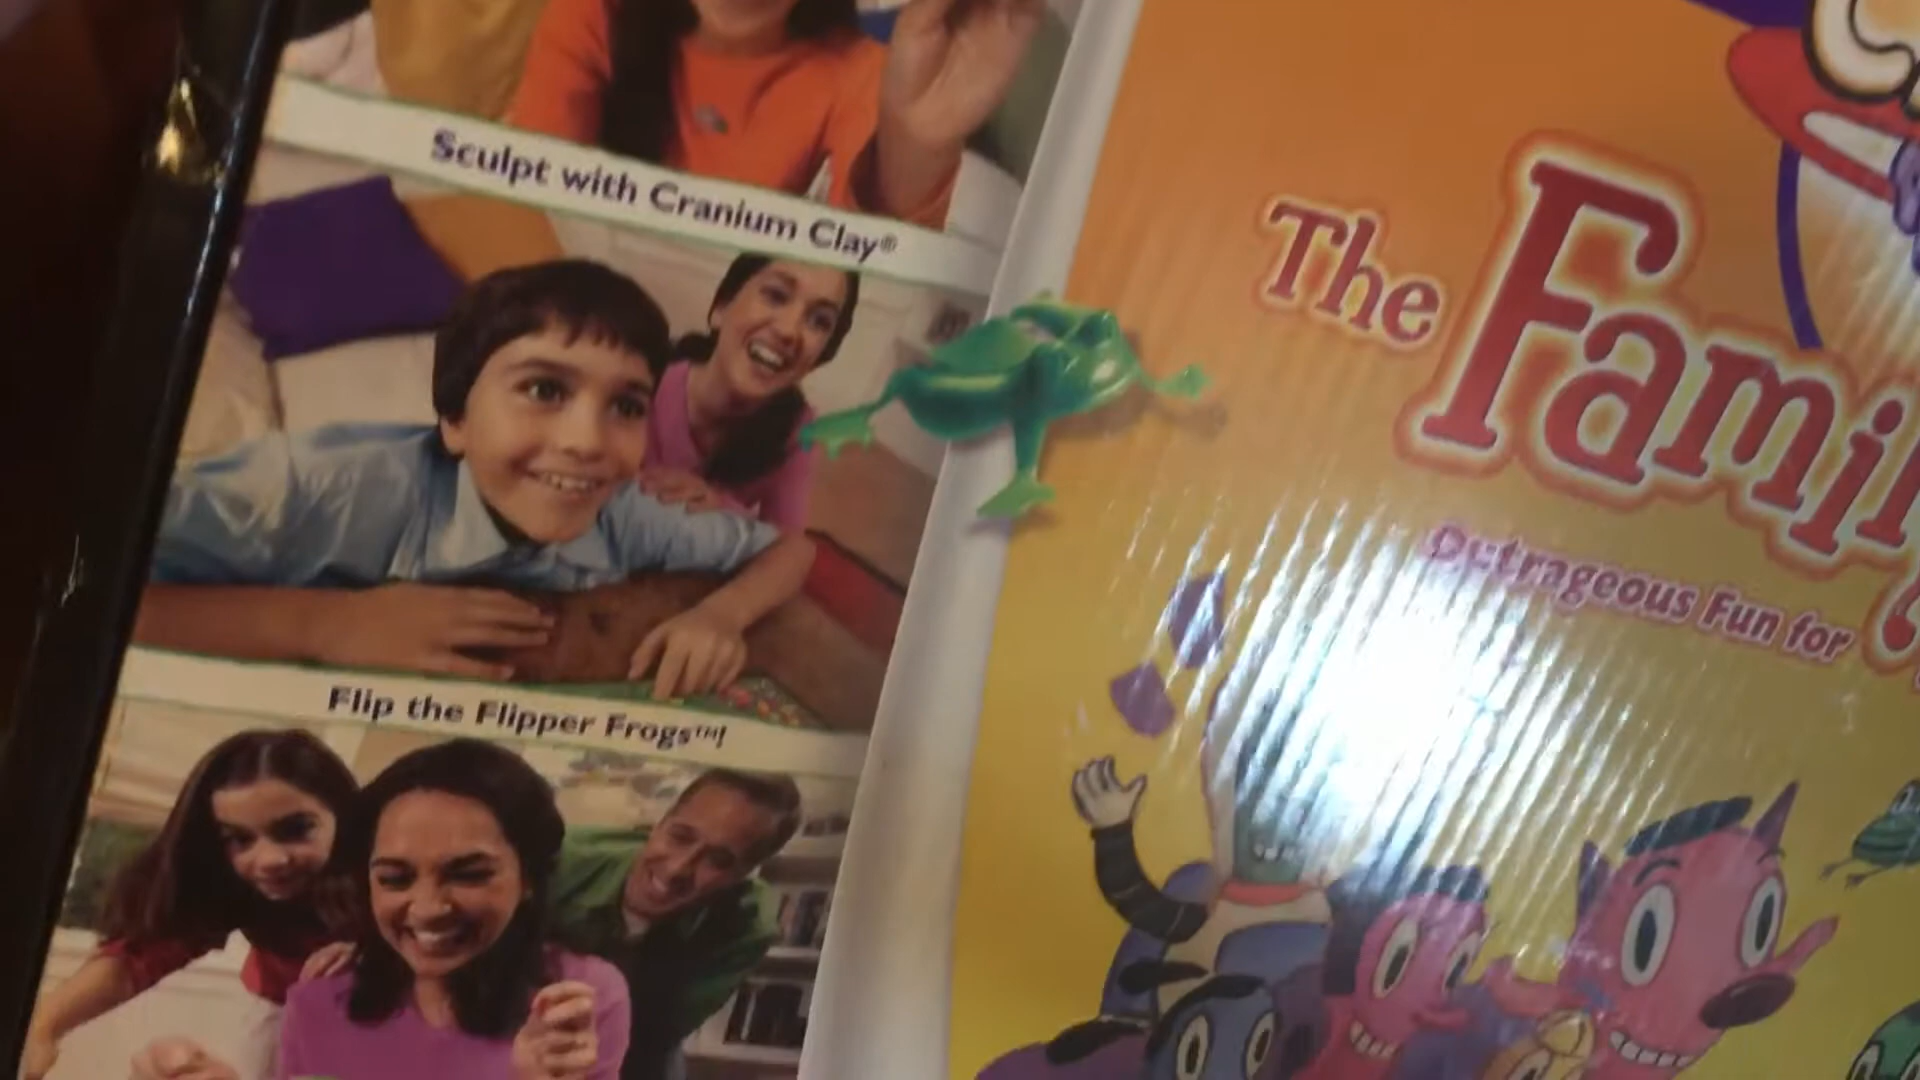 Sculpt with Cranium Clay®
Flip the Flipper Frogs™!
The
Family
Outrageous Fun for